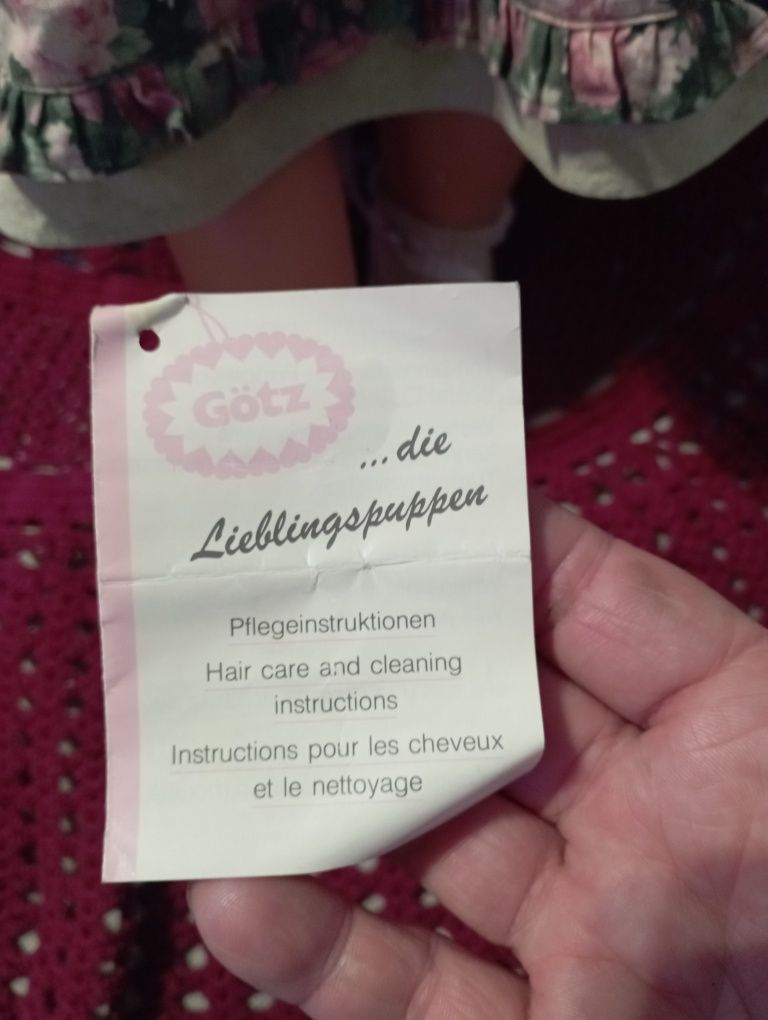 Götz
...die
Lieblingspuppen
Pflegeinstruktionen
Hair care and cleaning
instructions
Instructions pour les cheveux
et le nettoyage